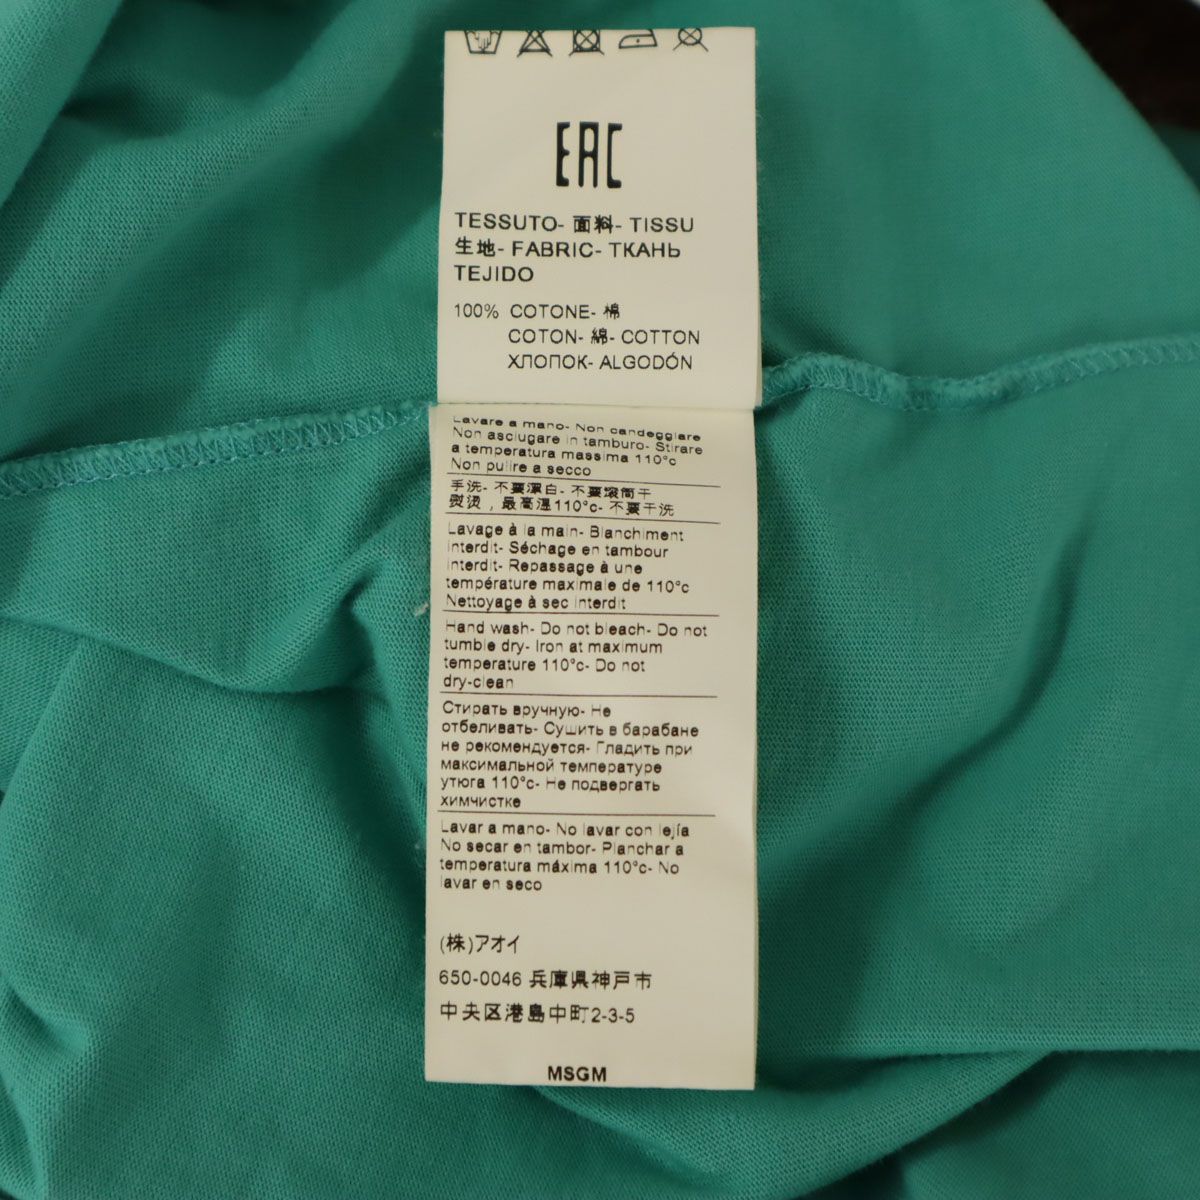 EAC
TESSUTO- 面料- TISSU
生地- FABRIC- ТКАНЬ
TEJIDO
100% COTONE- 棉
COTON- 綿- COTTON
ХЛОПОК- ALGODÓN
Lavare a mano- Non candeggiare
Non asciugare in tamburo- Stirare
a temperatura massima 110°c
Non pulire a secco
手洗- 不要漂白- 不要滚筒干
熨烫，最高温110°c- 不要干洗
Lavage à la main- Blanchiment
interdit- Séchage en tambour
interdit- Repassage à une
température maximale de 110°c
Nettoyage à sec interdit
Hand wash- Do not bleach- Do not
tumble dry- Iron at maximum
temperature 110°c- Do not
dry-clean
Стирать вручную- Не
отбеливать- Сушить в барабане
не рекомендуется- Гладить при
максимальной температуре
утюга 110°c- Не подвергать
химчистке
Lavar a mano- No lavar con lejía
No secar en tambor- Planchar a
temperatura máxima 110°c- No
lavar en seco
(株)アオイ
650-0046 兵庫県神戸市
中央区港島中町2-3-5
MSGM